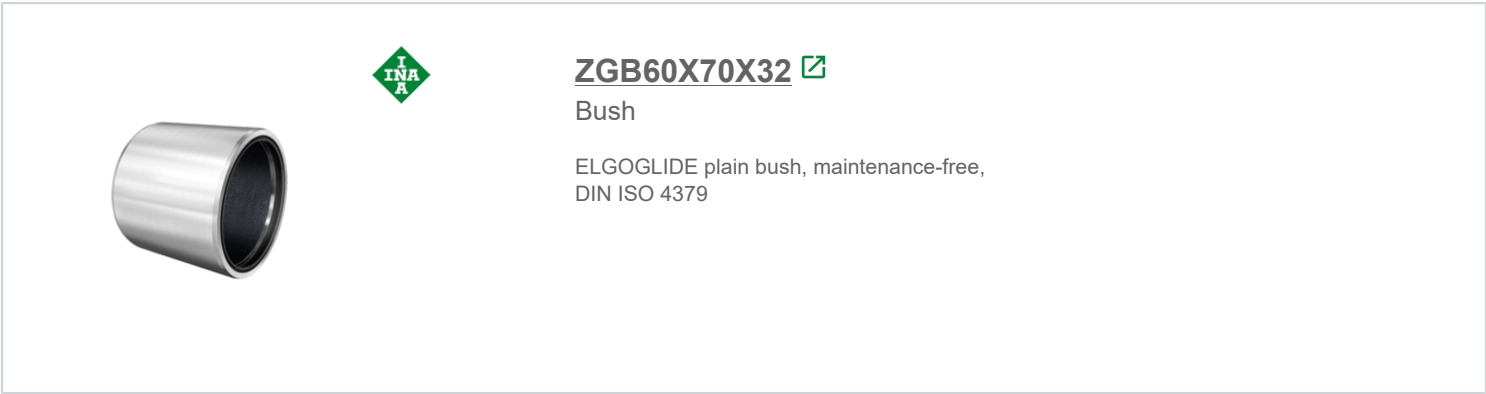 I
INA
A
ZGB60X70X32
Bush
ELGOGLIDE plain bush, maintenance-free,
DIN ISO 4379